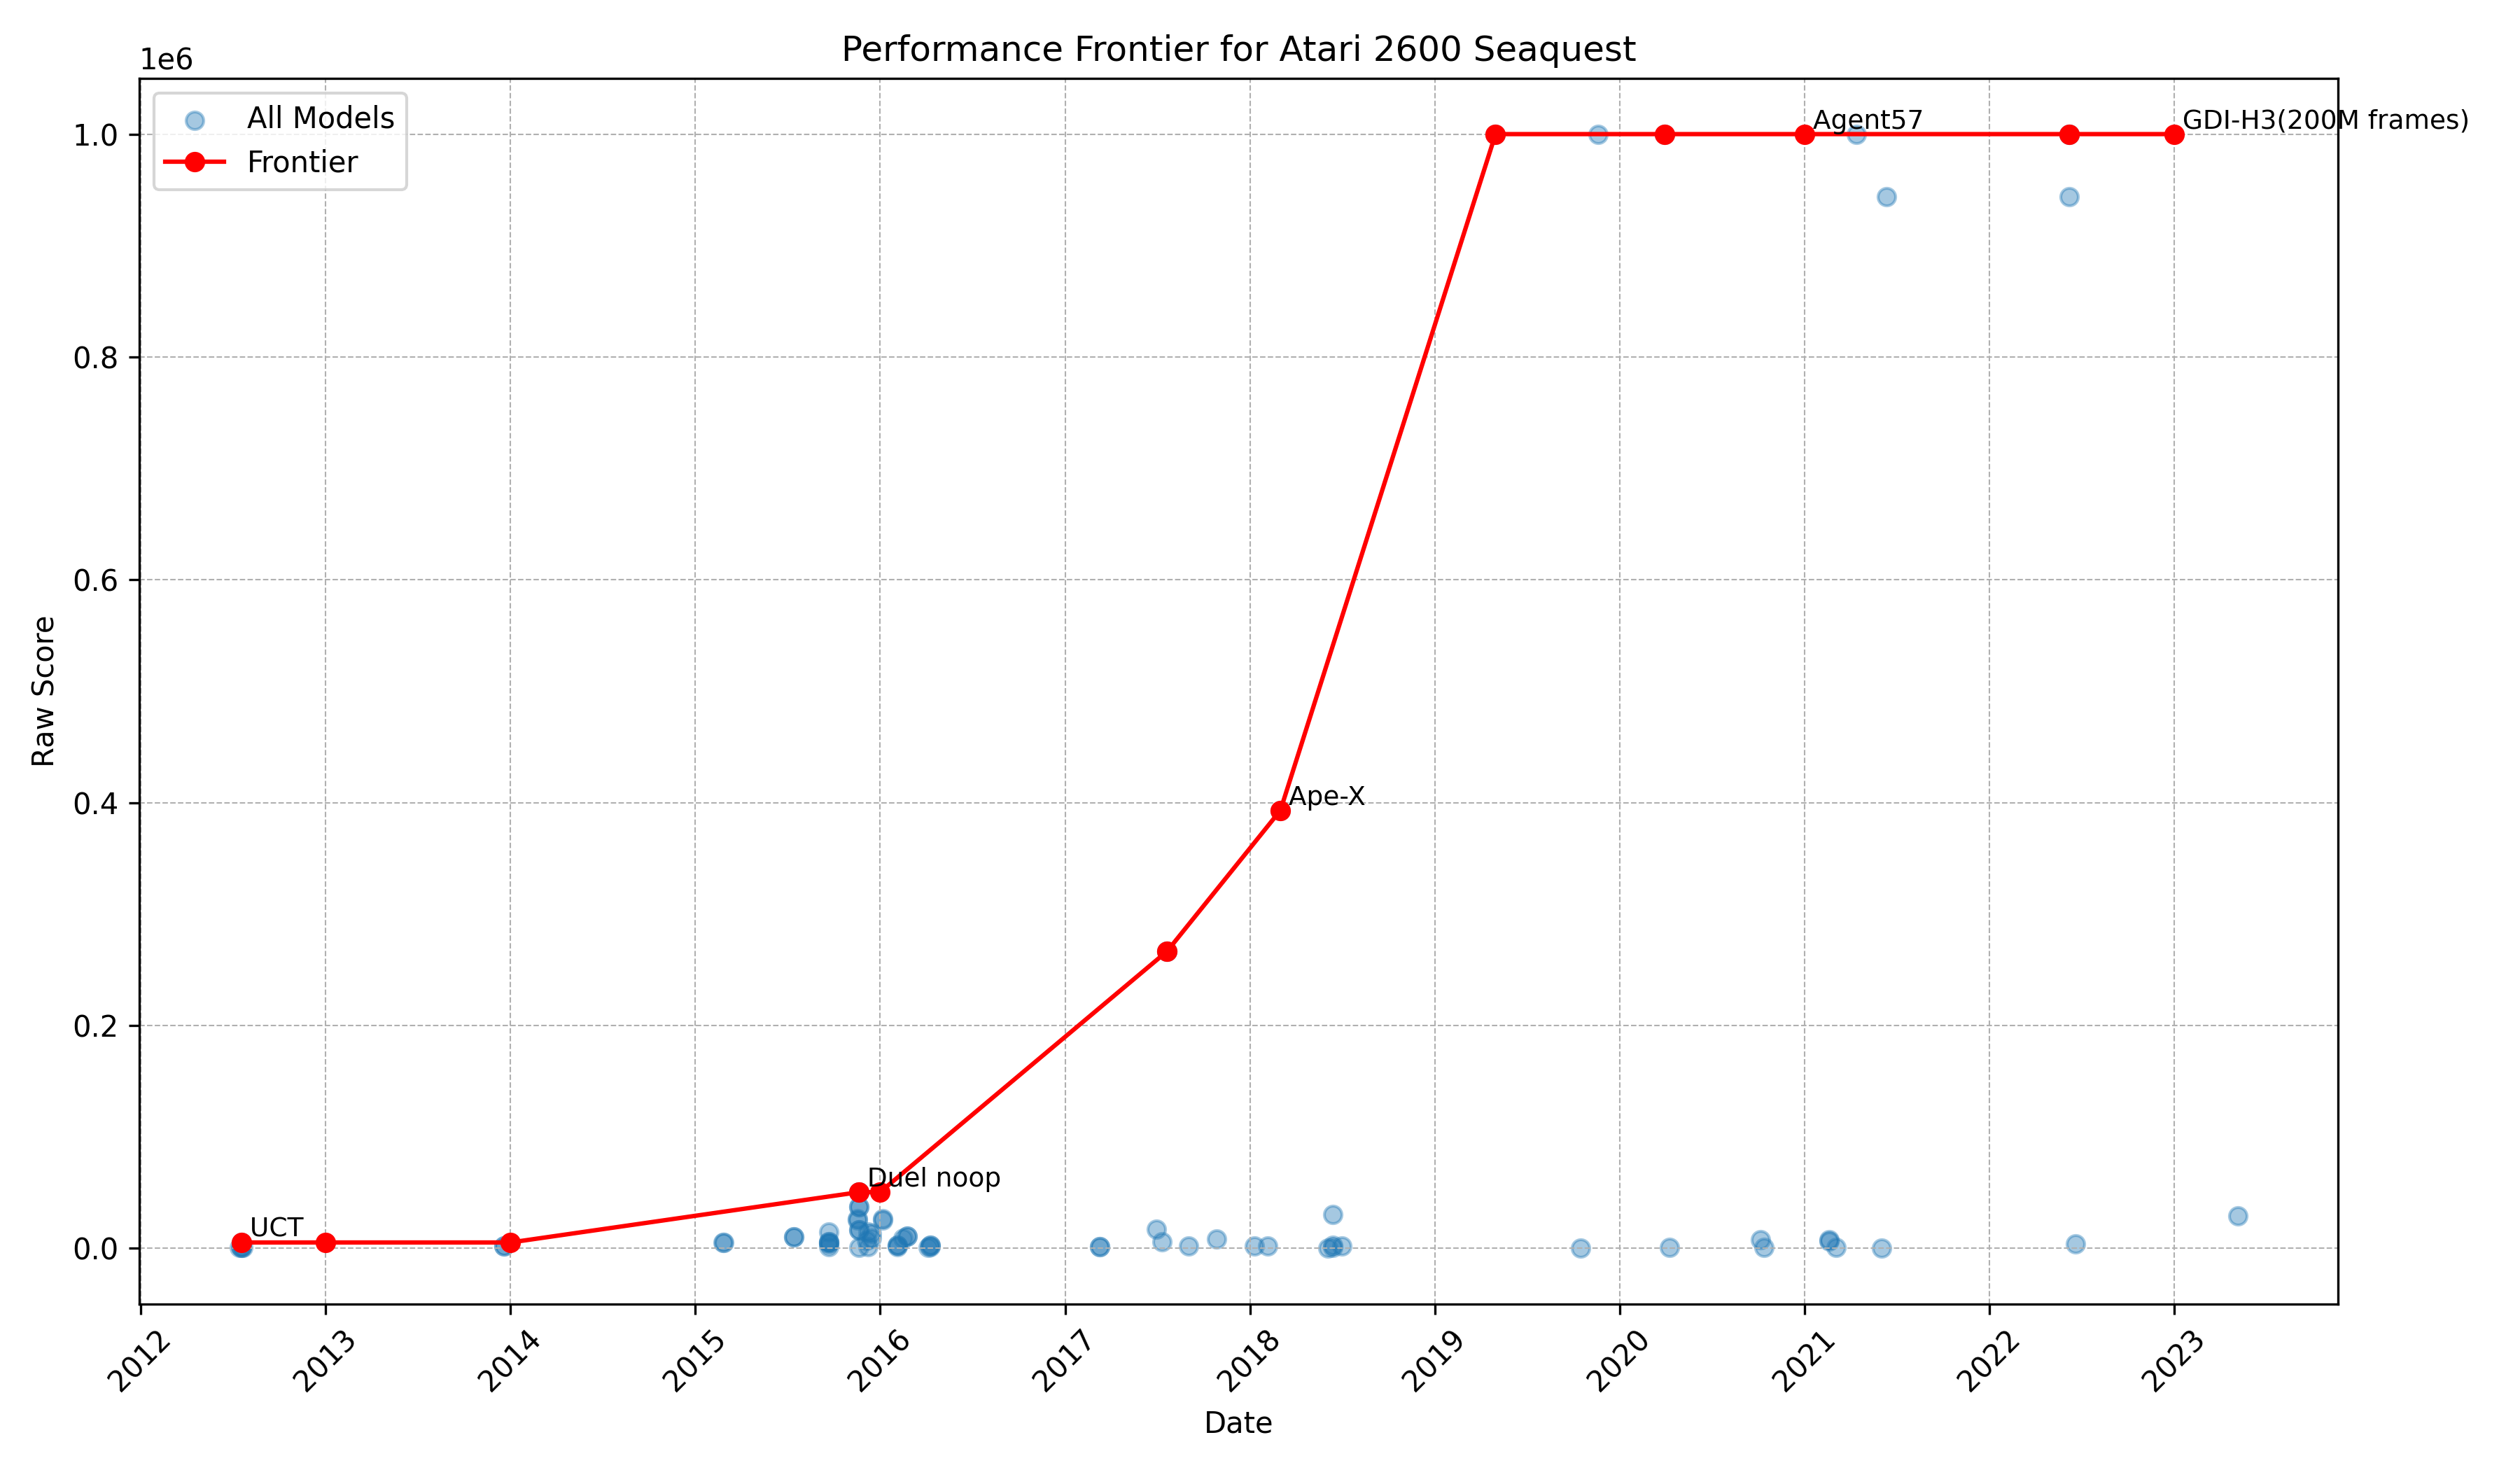 Performance Frontier for Atari 2600 Seaquest
1e6
All Models
Frontier
1.0
0.8
0.6
0.4
0.2
0.0
Raw Score
Agent57
GDI-H3(200M frames)
Ape-X
Duel noop
UCT
2012
2013
2014
2015
2016
2017
2018
2019
2020
2021
2022
2023
Date